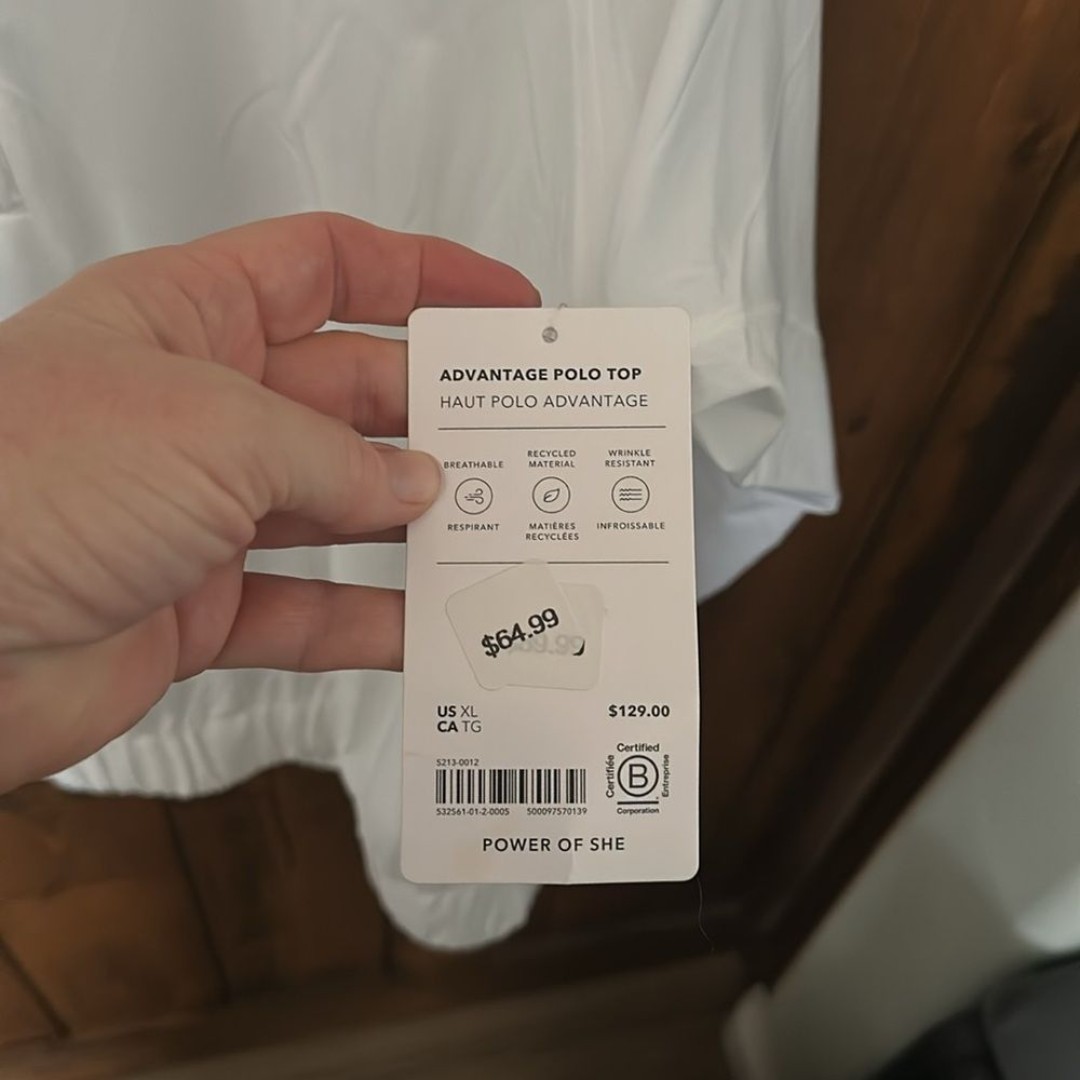 ADVANTAGE POLO TOP
HAUT POLO ADVANTAGE
BREATHABLE
RESPIRANT
RECYCLED
MATERIAL
MATIÈRES
RECYCLÉES
WRINKLE
RESISTANT
INFROISSABLE
$64.99
US XL
CA TG
$129.00
5213-0012
532561-01-2-0005 500097570139
Certified
Certifiée
B
Entreprise
Corporation
POWER OF SHE